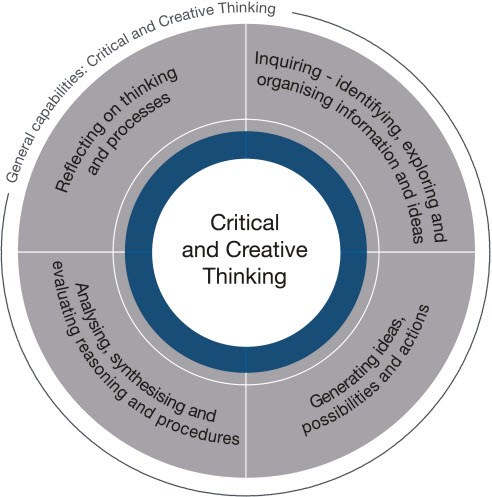 General capabilities: Critical and Creative Thinking
Reflecting on thinking
and processes
Inquiring - identifying, exploring and
organising information and ideas
Critical
and Creative
Thinking
Analysing, synthesising and
evaluating reasoning and procedures
Generating ideas,
possibilities and actions